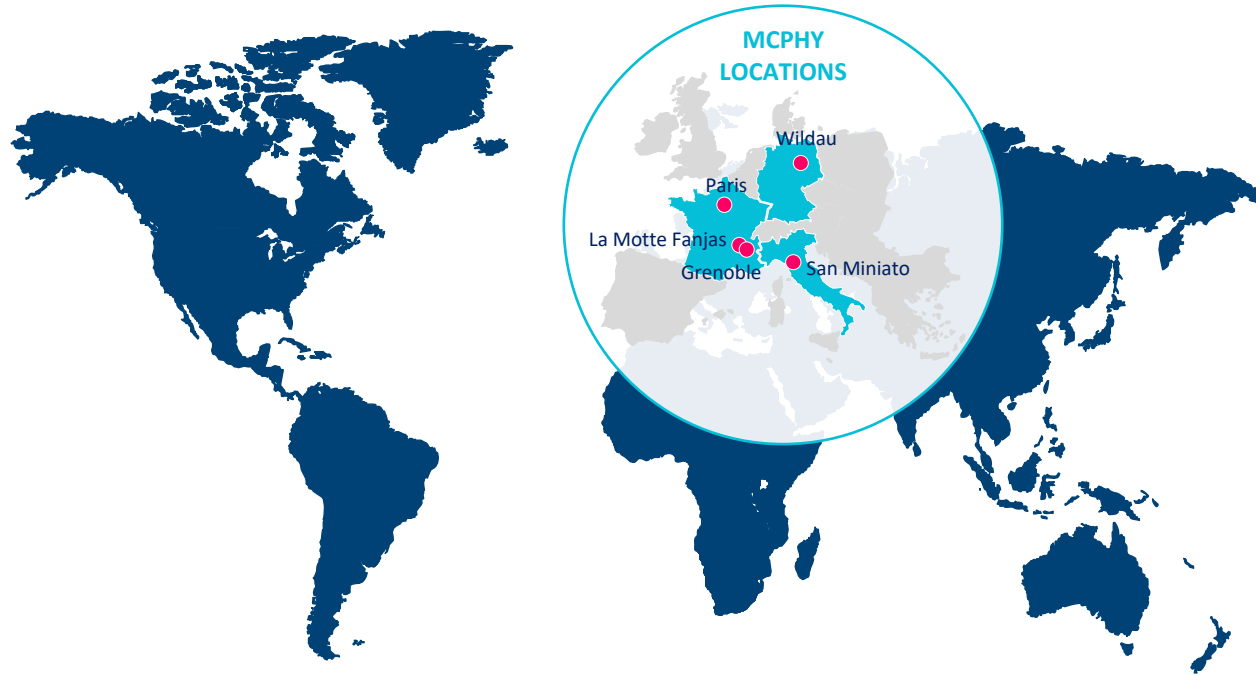 MCPHY
LOCATIONS
Wildau
Paris
La Motte Fanjas
Grenoble
San Miniato